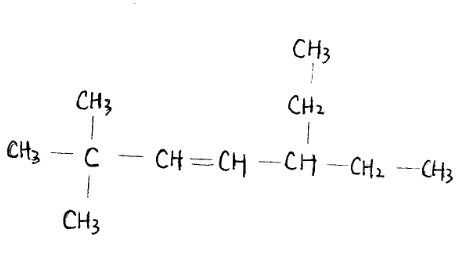 CH₃
CH₃ CH₂
CH₃ — C — CH = CH — CH — CH₂ — CH₃
CH₃